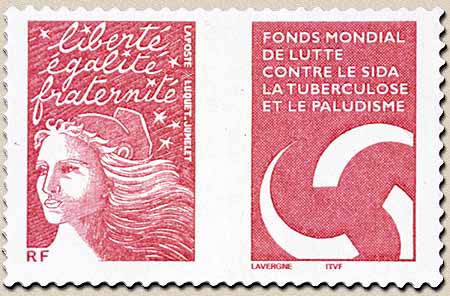 liberté
égalité
fraternité
LA POSTE LUQUET.JUMELET
RF
FONDS MONDIAL
DE LUTTE
CONTRE LE SIDA
LA TUBERCULOSE
ET LE PALUDISME
LAVERGNE ITVF